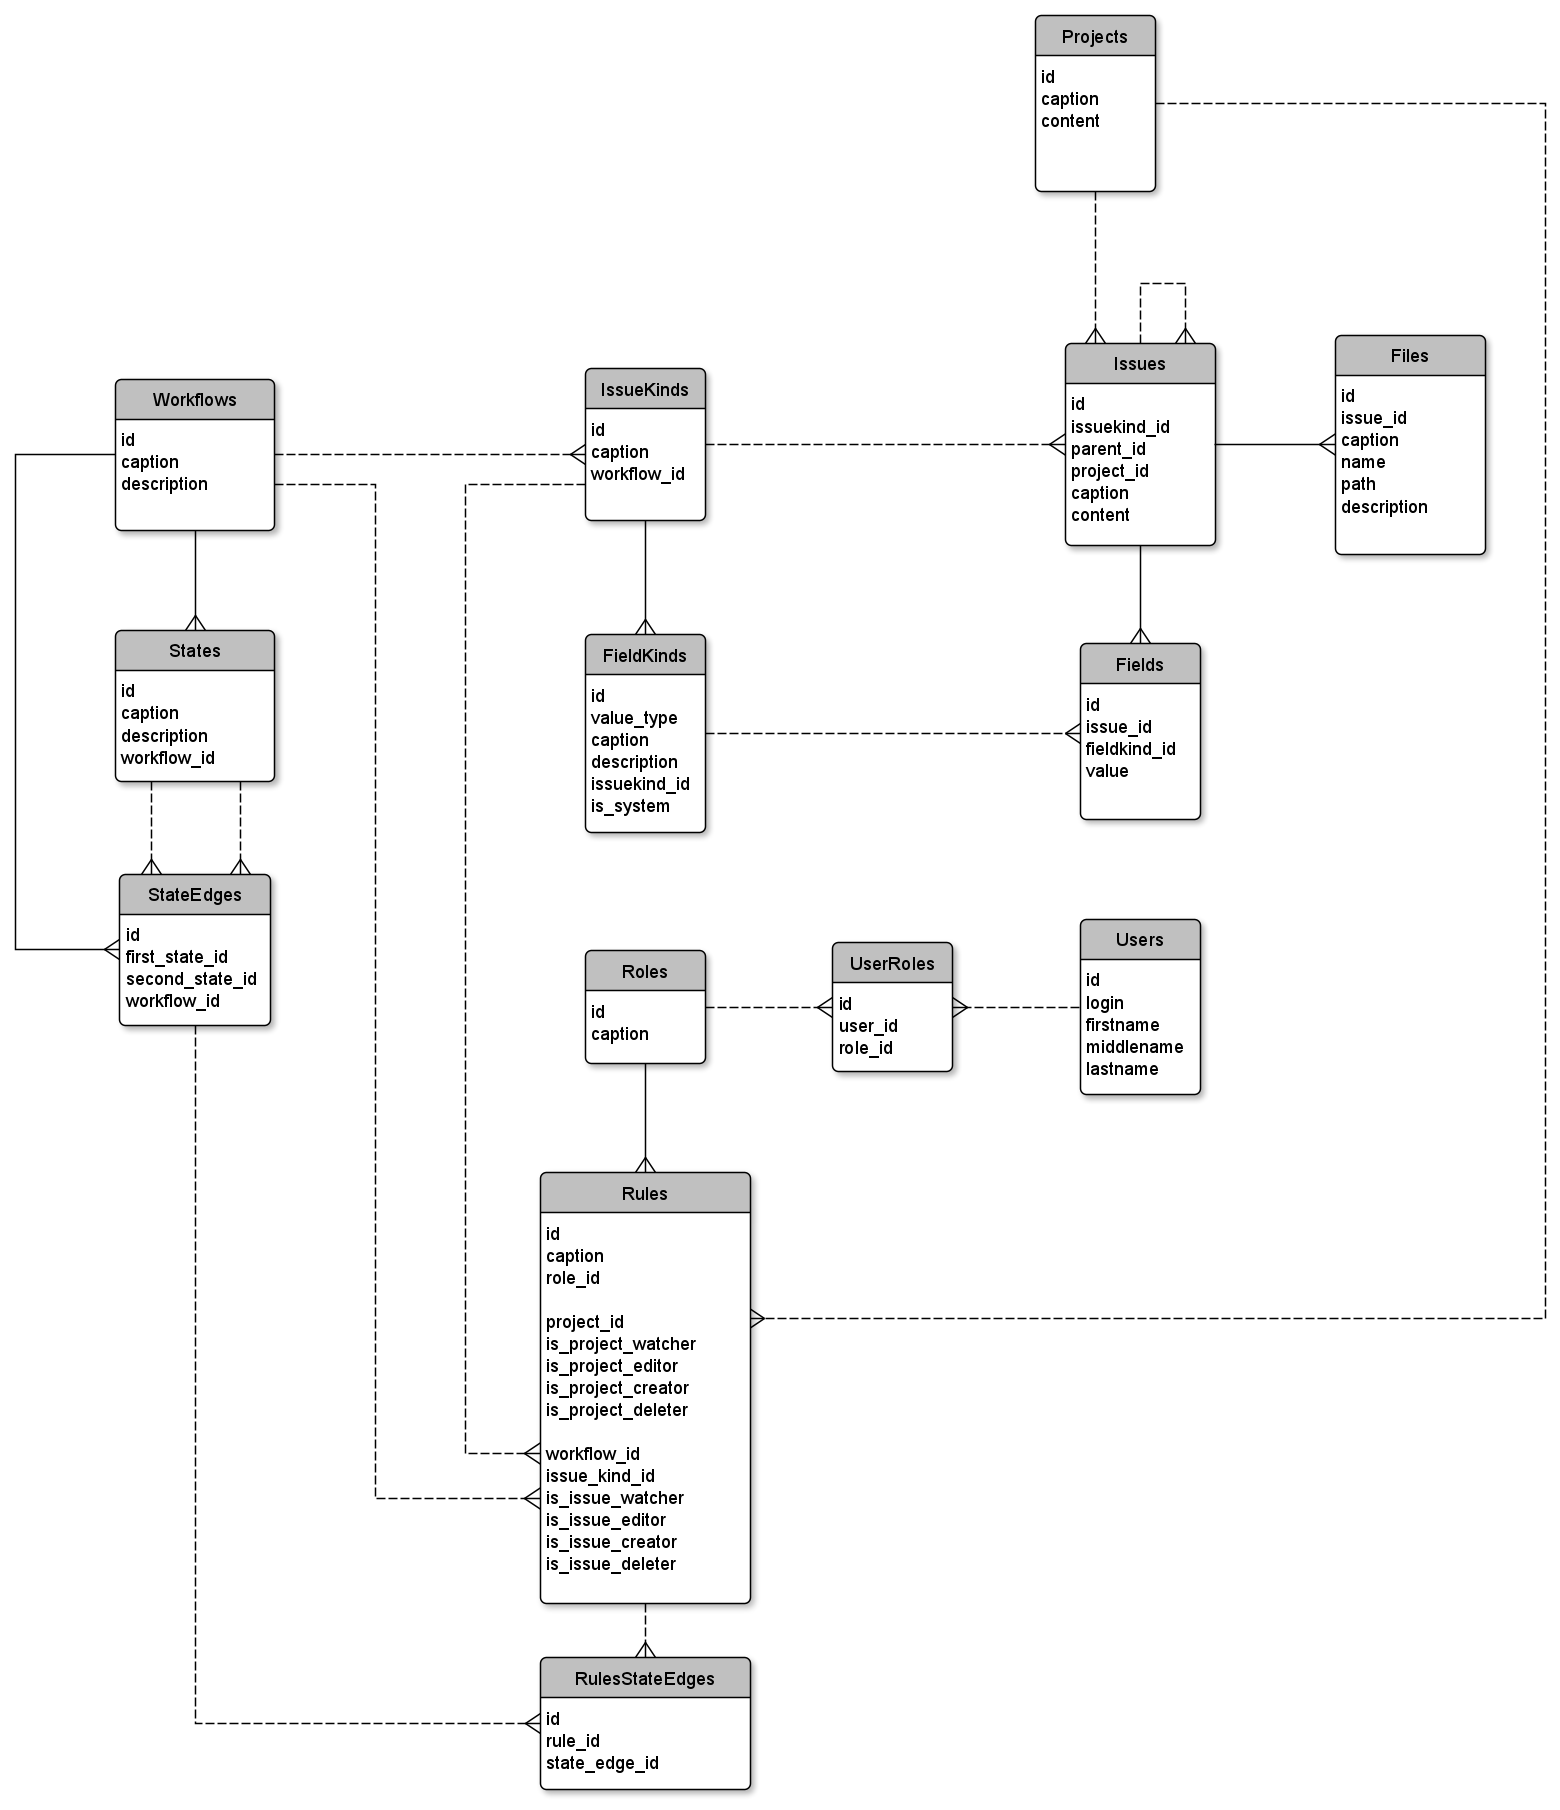 Projects
id
caption
content
Issues
id
issuekind_id
parent_id
project_id
caption
content
Files
id
issue_id
caption
name
path
description
Workflows
id
caption
description
IssueKinds
id
caption
workflow_id
States
id
caption
description
workflow_id
FieldKinds
id
value_type
caption
description
issuekind_id
is_system
Fields
id
issue_id
fieldkind_id
value
StateEdges
id
first_state_id
second_state_id
workflow_id
Roles
id
caption
UserRoles
id
user_id
role_id
Users
id
login
firstname
middlename
lastname
Rules
id
caption
role_id
project_id
is_project_watcher
is_project_editor
is_project_creator
is_project_deleter
workflow_id
issue_kind_id
is_issue_watcher
is_issue_editor
is_issue_creator
is_issue_deleter
RulesStateEdges
id
rule_id
state_edge_id